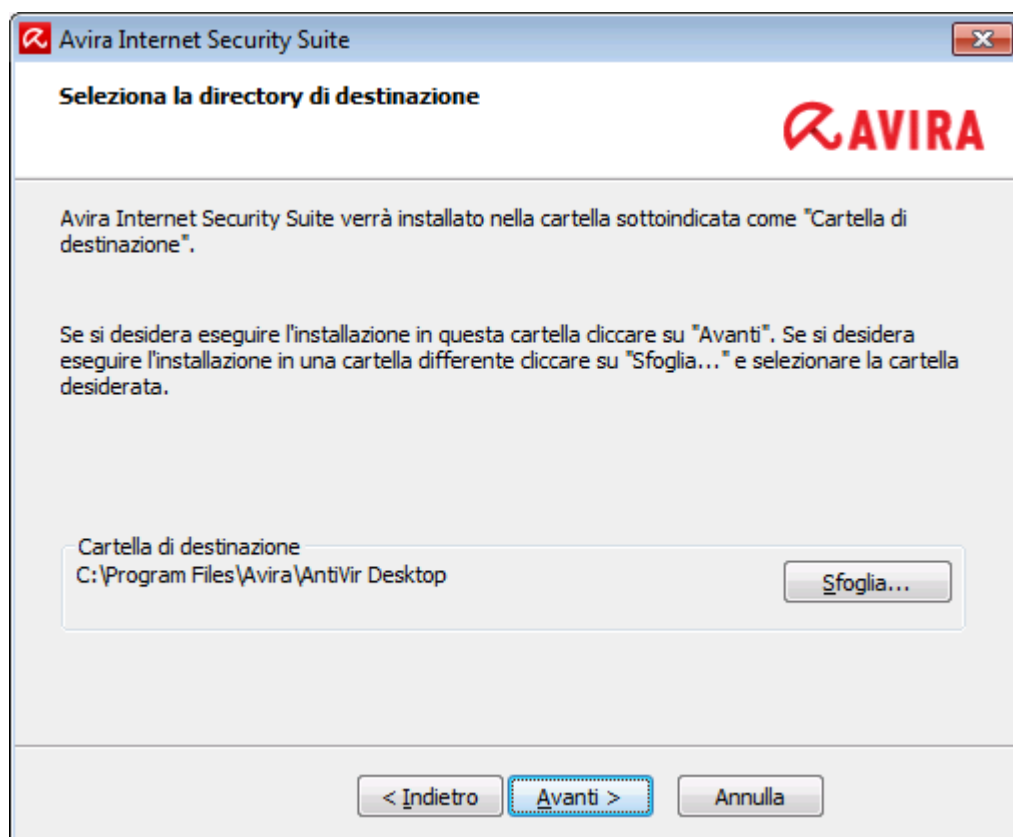 Avira Internet Security Suite
Seleziona la directory di destinazione
AVIRA
Avira Internet Security Suite verrà installato nella cartella sottoindicata come "Cartella di
destinazione".
Se si desidera eseguire l'installazione in questa cartella cliccare su "Avanti". Se si desidera
eseguire l'installazione in una cartella differente cliccare su "Sfoglia..." e selezionare la cartella
desiderata.
Cartella di destinazione
C:\Program Files\Avira\AntiVir Desktop
Sfoglia...
< Indietro
Avanti >
Annulla